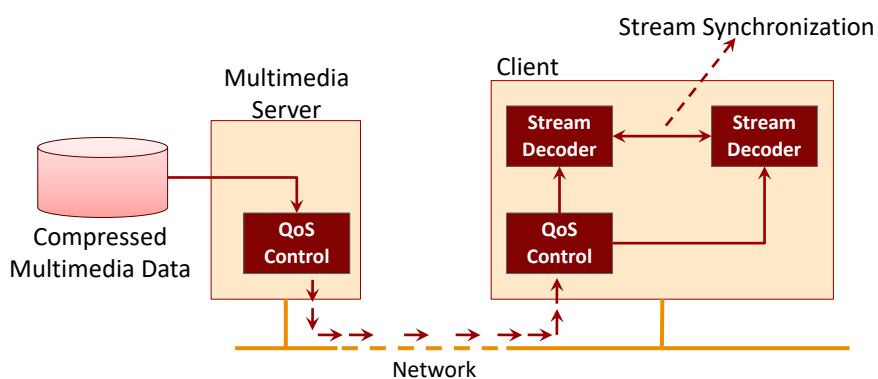 Stream Synchronization
Multimedia
Server
Client
Stream
Decoder
Stream
Decoder
Compressed
Multimedia Data
QoS
Control
QoS
Control
Network